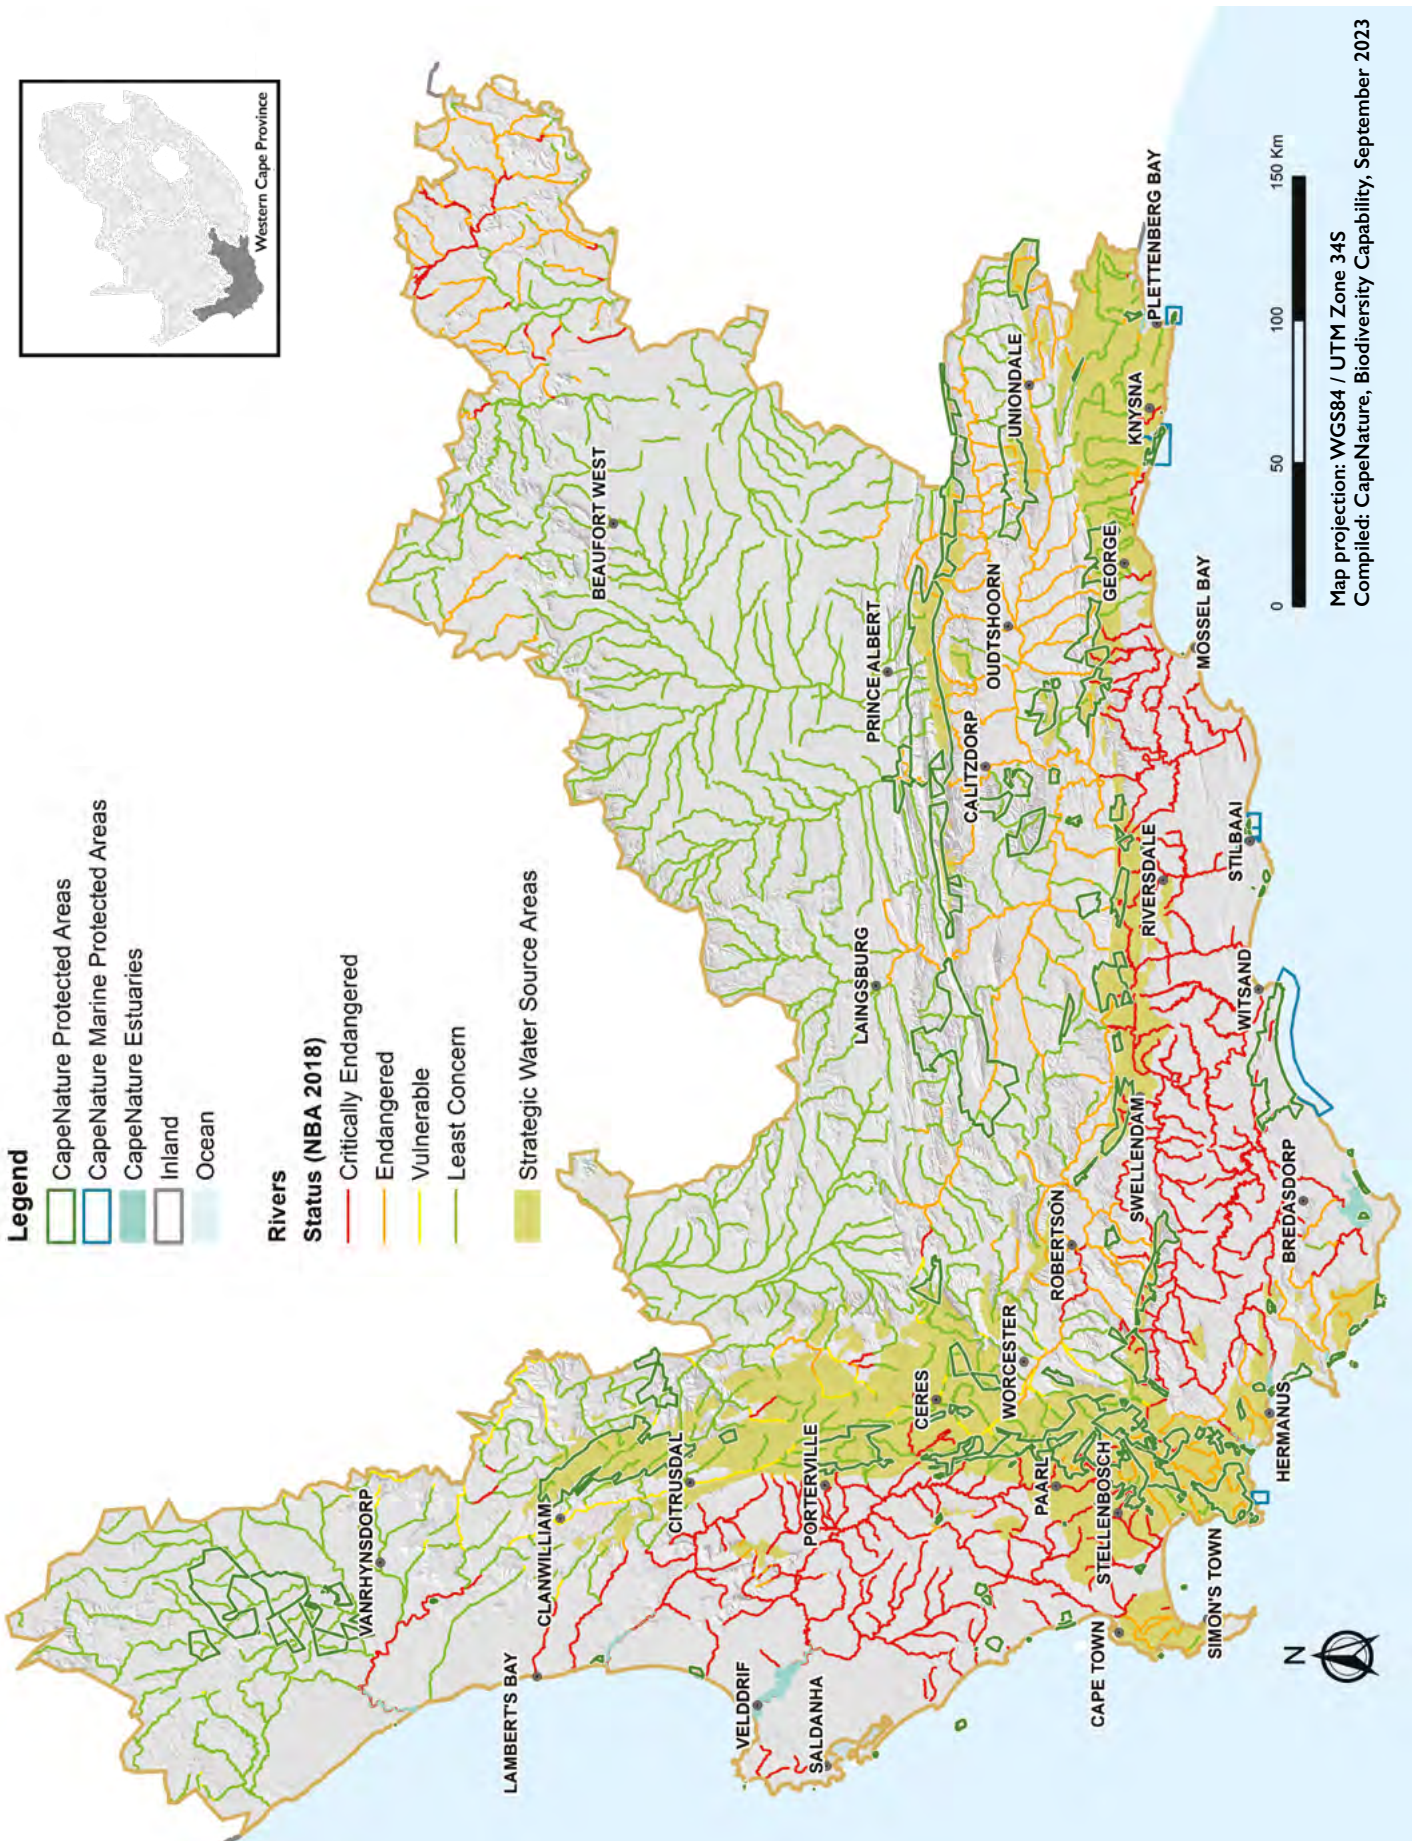 Western Cape Province
Legend
CapeNature Protected Areas
CapeNature Marine Protected Areas
CapeNature Estuaries
Inland
Ocean
Rivers
Status (NBA 2018)
Critically Endangered
Endangered
Vulnerable
Least Concern
Strategic Water Source Areas
VANRHYNSDORP
LAMBERT'S BAY
CLANWILLIAM
CITRUSDAL
VELDDRIF
SALDANHA
PORTERVILLE
CERES
WORCESTER
PAARL
STELLENBOSCH
CAPE TOWN
SIMON'S TOWN
HERMANUS
ROBERTSON
SWELLENDAM
BREDASDORP
WITSAND
LAINGSBURG
RIVERSDALE
STILBAAI
CALITZDORP
PRINCE ALBERT
OUDTSHOORN
MOSSEL BAY
GEORGE
BEAUFORT WEST
UNIONDALE
KNYSNA
PLETTENBERG BAY
N
0 50 100 150 Km
Map projection: WGS84 / UTM Zone 34S
Compiled: CapeNature, Biodiversity Capability, September 2023